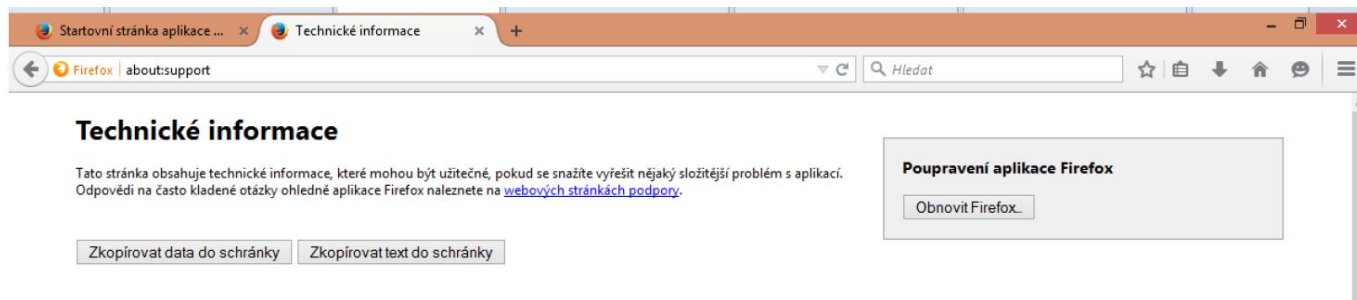 Startovní stránka aplikace ...
Technické informace
Firefox about:support
Hledat
Technické informace
Tato stránka obsahuje technické informace, které mohou být užitečné, pokud se snažíte vyřešit nějaký složitější problém s aplikací.
Odpovědi na často kladené otázky ohledně aplikace Firefox naleznete na webových stránkách podpory.
Poupravení aplikace Firefox
Obnovit Firefox...
Zkopírovat data do schránky
Zkopírovat text do schránky